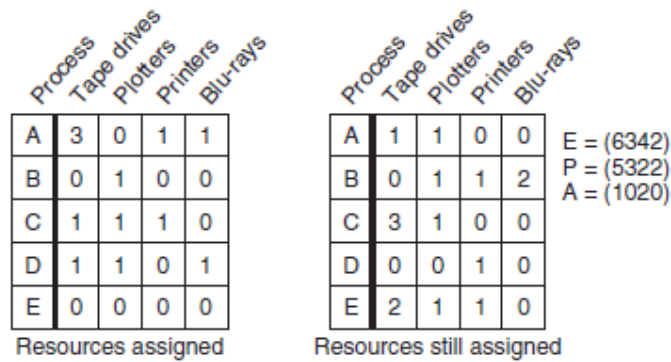 Process Tape drives Plotters Printers Blu-rays
A 3 0 1 1
B 0 1 0 0
C 1 1 1 0
D 1 1 0 1
E 0 0 0 0
Resources assigned
Process Tape drives Plotters Printers Blu-rays
A 1 1 0 0
B 0 1 1 2
C 3 1 0 0
D 0 0 1 0
E 2 1 1 0
Resources still assigned
E = (6342)
P = (5322)
A = (1020)